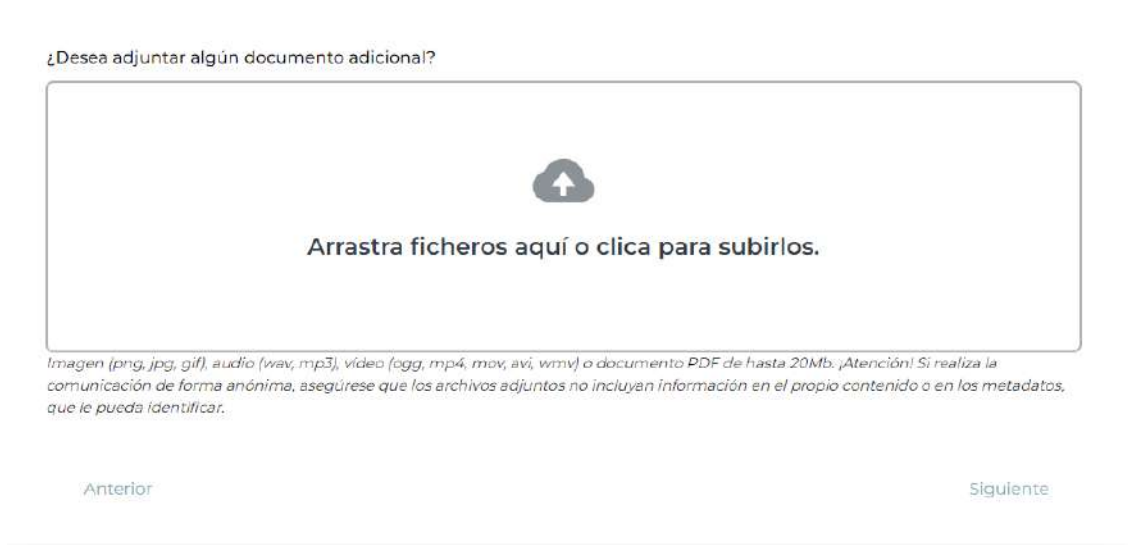 ¿Desea adjuntar algún documento adicional?
Arrastra ficheros aquí o clica para subirlos.
Imagen (png, jpg, gif), audio (wav, mp3), vídeo (ogg, mp4, mov, avi, wmv) o documento PDF de hasta 20Mb. ¡Atención! Si realiza la
comunicación de forma anónima, asegúrese que los archivos adjuntos no incluyan información en el propio contenido o en los metadatos,
que le pueda identificar.
Anterior
Siguiente